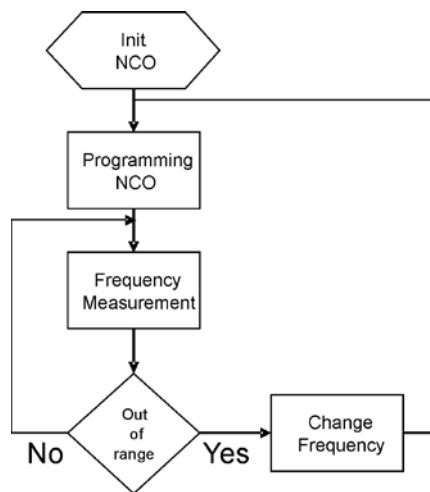 Init
NCO
Programming
NCO
Frequency
Measurement
Out
of
range
No
Yes
Change
Frequency